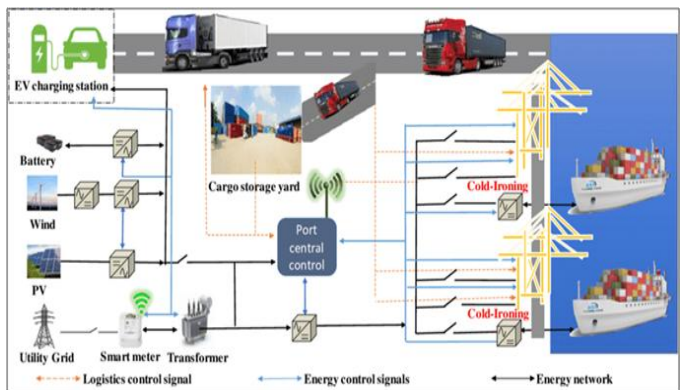 EV charging station
Battery
Cargo storage yard
Cold-Ironing
Wind
Port
central
control
PV
Cold-Ironing
Utility Grid
Smart meter
Transformer
Logistics control signal
Energy control signals
Energy network